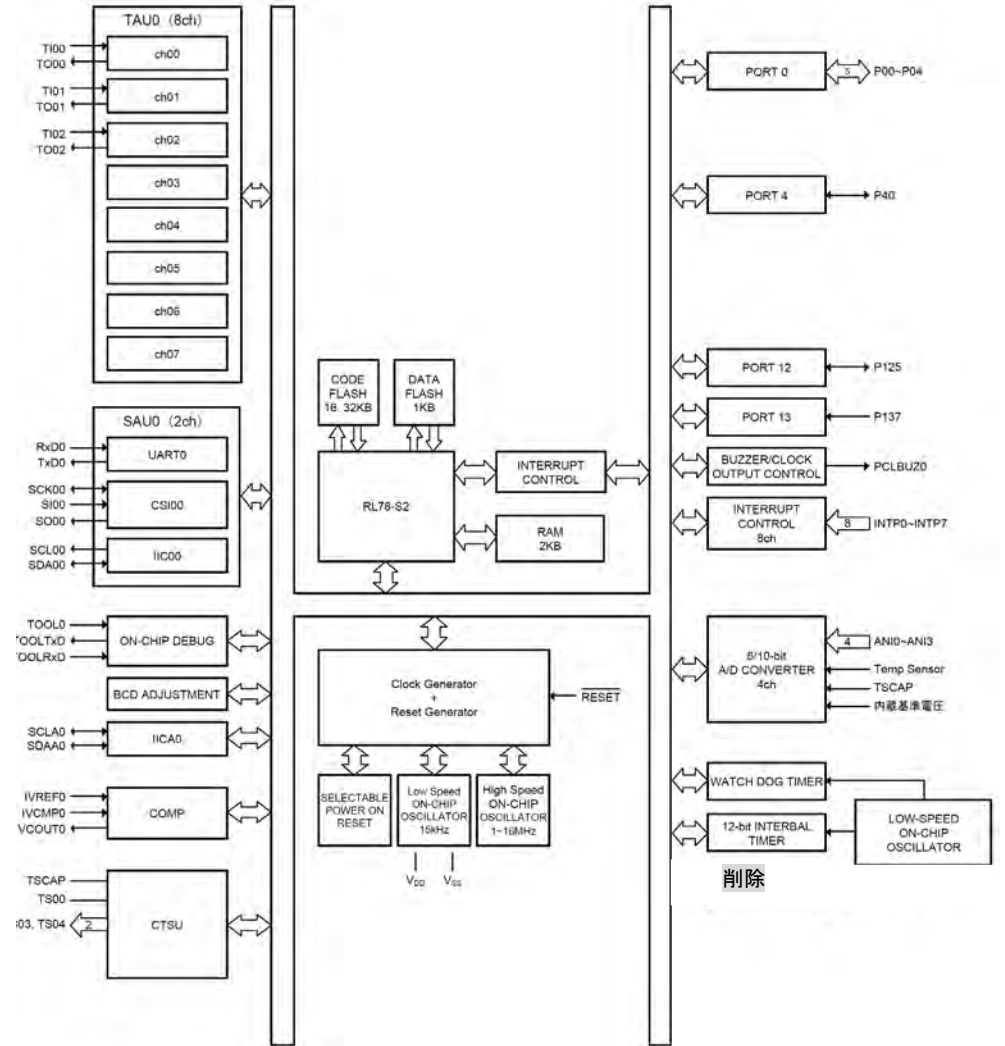 TAU0 (8ch)
TI00
TO00
ch00
TI01
TO01
ch01
TI02
TO02
ch02
ch03
ch04
ch05
ch06
ch07
SAU0 (2ch)
RxD0
TxD0
UART0
SCK00
SI00
SO00
CSI00
SCL00
SDA00
IIC00
TOOL0
OOLTxD
OOLRxD
ON-CHIP DEBUG
BCD ADJUSTMENT
SCLA0
SDAA0
IICA0
IVREF0
IVCMP0
VCOUT0
COMP
TSCAP
TS00
03, TS04
2
CTSU
CODE
FLASH
16, 32KB
DATA
FLASH
1KB
RL78-S2
INTERRUPT
CONTROL
RAM
2KB
Clock Generator
+
Reset Generator
RESET
SELECTABLE
POWER ON
RESET
Low Speed
ON-CHIP
OSCILLATOR
15kHz
High Speed
ON-CHIP
OSCILLATOR
1~16MHz
VDD
VSS
PORT 0
5
P00~P04
PORT 4
P40
PORT 12
P125
PORT 13
P137
BUZZER/CLOCK
OUTPUT CONTROL
PCLBUZ0
INTERRUPT
CONTROL
8ch
8
INTP0~INTP7
8/10-bit
A/D CONVERTER
4ch
4
ANI0~ANI3
Temp Sensor
TSCAP
内蔵基準電圧
WATCH DOG TIMER
12-bit INTERBAL
TIMER
LOW-SPEED
ON-CHIP
OSCILLATOR
削除